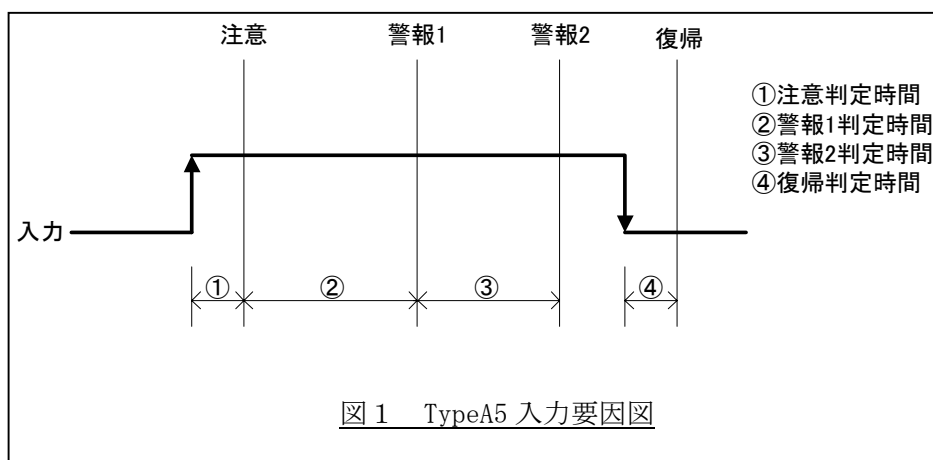 注意 警報1 警報2 復帰
①注意判定時間
②警報1判定時間
③警報2判定時間
④復帰判定時間
入力
① ② ③ ④
図1 TypeA5 入力要因図